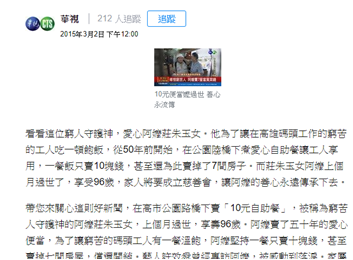 華視 212 人追蹤 追蹤
2015年3月2日 下午12:00
10元便當嬤過世 善心
永流傳
看看這位窮人守護神，愛心阿嬤莊朱玉女。他為了讓在高雄碼頭工作的窮苦
的工人吃一頓飽飯，從50年前開始，在公園陸橋下煮愛心自助餐讓工人享
用，一餐飯只賣10塊錢，甚至還為此賣掉了7間房子。而莊朱玉女阿嬤上個
月過世了，享受96歲，家人將要成立慈善會，讓阿嬤的善心永遠傳承下去。
帶您來關心這則好新聞，在高市公園路橋下賣「10元自助餐」，被稱為窮苦
人守護神的阿嬤莊朱玉女，上個月過世，享壽96歲。阿嬤賣了五十年的愛心
便當，為了讓窮苦的碼頭工人有一餐溫飽，阿嬤堅持一餐只賣十塊錢，甚至